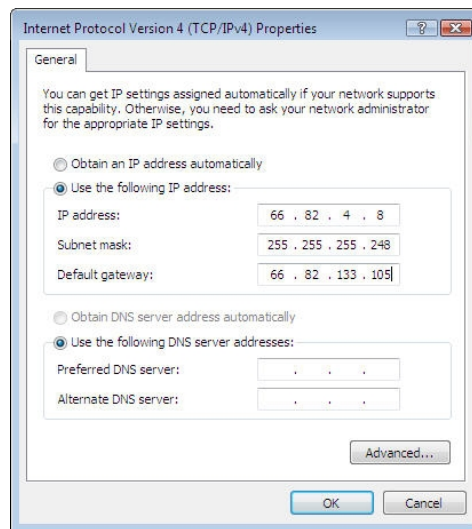 Internet Protocol Version 4 (TCP/IPv4) Properties
General
You can get IP settings assigned automatically if your network supports
this capability. Otherwise, you need to ask your network administrator
for the appropriate IP settings.
Obtain an IP address automatically
Use the following IP address:
IP address: 66 . 82 . 4 . 8
Subnet mask: 255 . 255 . 255 . 248
Default gateway: 66 . 82 . 133 . 105
Obtain DNS server address automatically
Use the following DNS server addresses:
Preferred DNS server: . . .
Alternate DNS server: . . .
Advanced...
OK Cancel